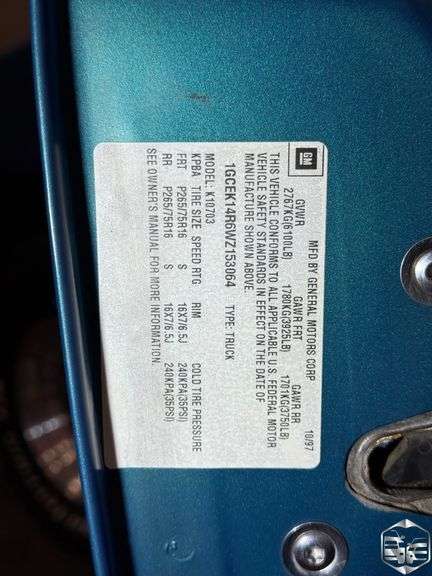 GM
MFD BY GENERAL MOTORS CORP
10/97
GVWR GAWR FRT GAWR RR
2767KG(6100LB) 1780KG(3925LB) 1701KG(3750LB)
THIS VEHICLE CONFORMS TO ALL APPLICABLE U.S. FEDERAL MOTOR
VEHICLE SAFETY STANDARDS IN EFFECT ON THE DATE OF
MANUFACTURE SHOWN ABOVE.
1GCEK14R6WZ153064 TYPE: TRUCK
MODEL: K10703
KPBA TIRE SIZE SPEED RTG RIM COLD TIRE PRESSURE
FRT P265/75R16 S 16X7/6.5J 240KPA(35PSI)
RR P265/75R16 S 16X7/6.5J 240KPA(35PSI)
SEE OWNER'S MANUAL FOR MORE INFORMATION.